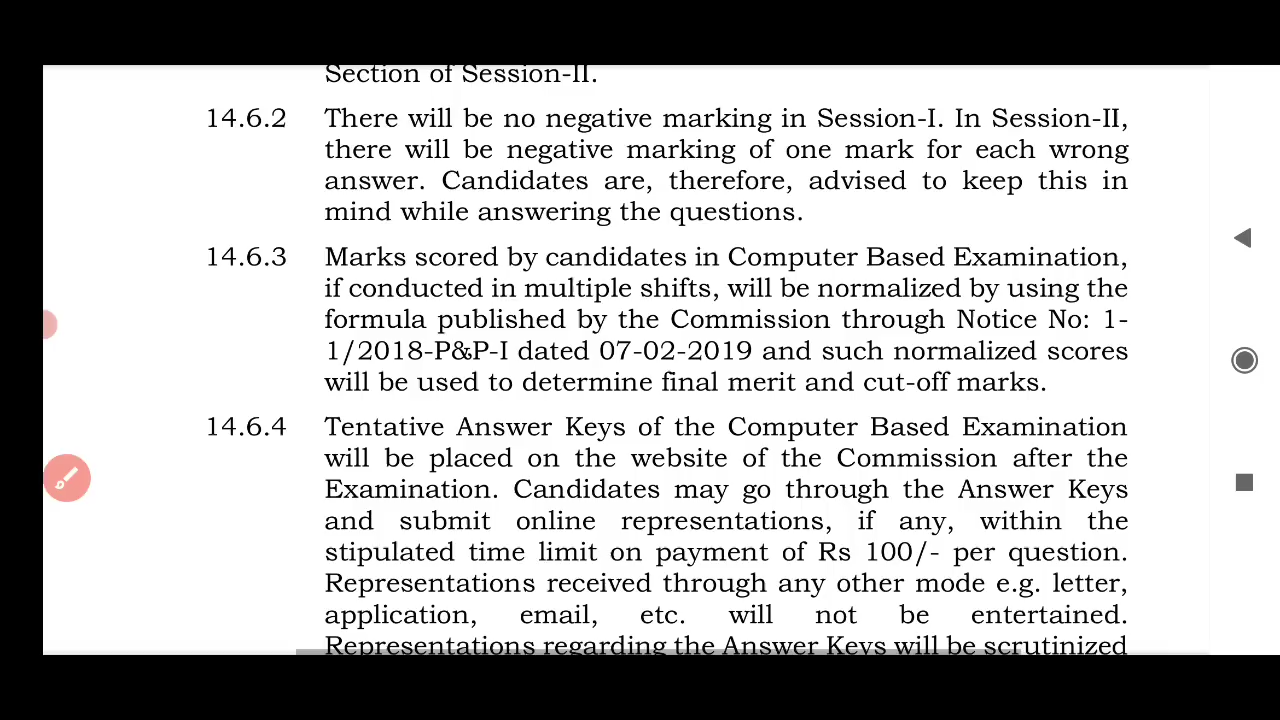 Section of Session-II.
14.6.2 There will be no negative marking in Session-I. In Session-II,
there will be negative marking of one mark for each wrong
answer. Candidates are, therefore, advised to keep this in
mind while answering the questions.
14.6.3 Marks scored by candidates in Computer Based Examination,
if conducted in multiple shifts, will be normalized by using the
formula published by the Commission through Notice No: 1-
1/2018-P&P-I dated 07-02-2019 and such normalized scores
will be used to determine final merit and cut-off marks.
14.6.4 Tentative Answer Keys of the Computer Based Examination
will be placed on the website of the Commission after the
Examination. Candidates may go through the Answer Keys
and submit online representations, if any, within the
stipulated time limit on payment of Rs 100/- per question.
Representations received through any other mode e.g. letter,
application, email, etc. will not be entertained.
Representations regarding the Answer Keys will be scrutinized